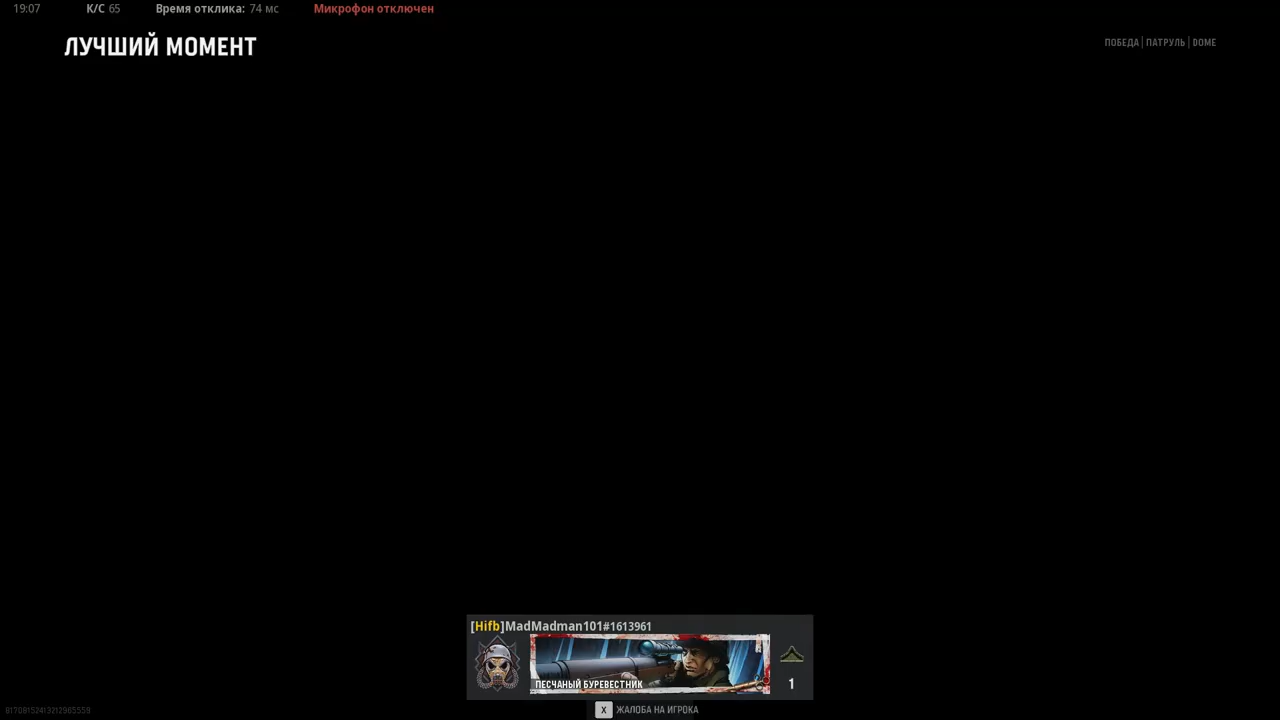 19:07 К/С 65 Время отклика: 74 мс Микрофон отключен
ЛУЧШИЙ МОМЕНТ
ПОБЕДА | ПАТРУЛЬ | DOME
[Hifb]MadMadman101#1613961
ПЕСЧАНЫЙ БУРЕВЕСТНИК
1
X ЖАЛОБА НА ИГРОКА